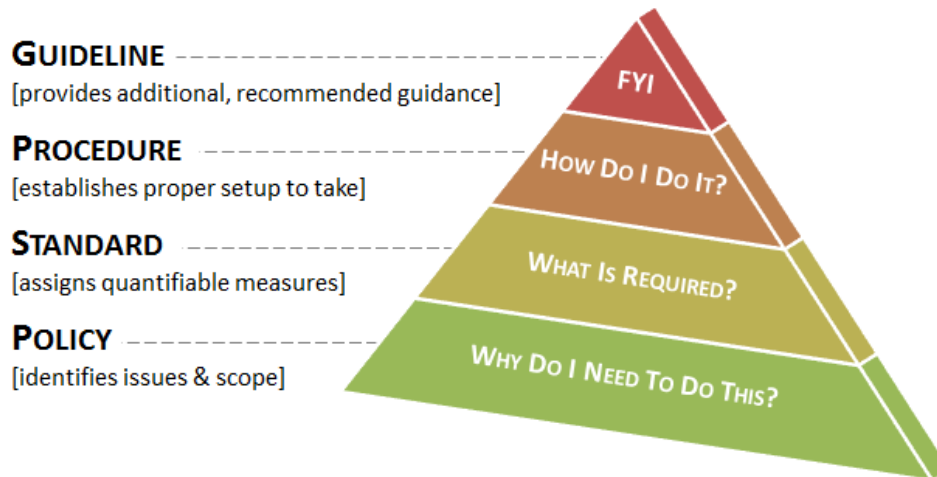 GUIDELINE
[provides additional, recommended guidance]
FYI
PROCEDURE
[establishes proper setup to take]
HOW DO I DO IT?
STANDARD
[assigns quantifiable measures]
WHAT IS REQUIRED?
POLICY
[identifies issues & scope]
WHY DO I NEED TO DO THIS?